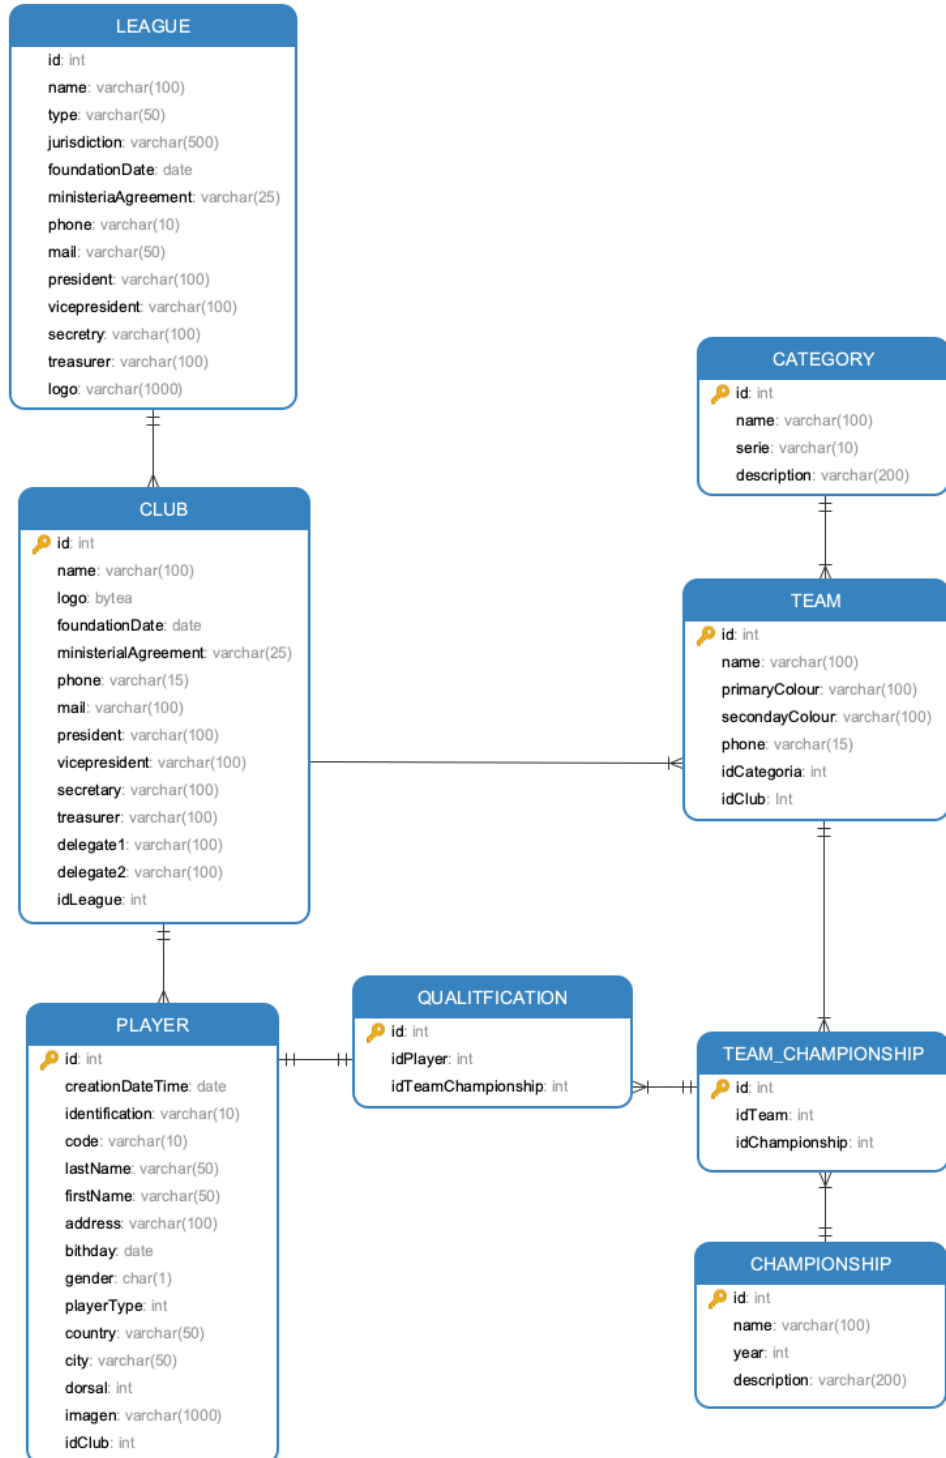 LEAGUE
id: int
name: varchar(100)
type: varchar(50)
jurisdiction: varchar(500)
foundationDate: date
ministeriaAgreement: varchar(25)
phone: varchar(10)
mail: varchar(50)
president: varchar(100)
vicepresident: varchar(100)
secretry: varchar(100)
treasurer: varchar(100)
logo: varchar(1000)
CATEGORY
id: int
name: varchar(100)
serie: varchar(10)
description: varchar(200)
CLUB
id: int
name: varchar(100)
logo: bytea
foundationDate: date
ministerialAgreement: varchar(25)
phone: varchar(15)
mail: varchar(100)
president: varchar(100)
vicepresident: varchar(100)
secretary: varchar(100)
treasurer: varchar(100)
delegate1: varchar(100)
delegate2: varchar(100)
idLeague: int
TEAM
id: int
name: varchar(100)
primaryColour: varchar(100)
secondayColour: varchar(100)
phone: varchar(15)
idCategoria: int
idClub: Int
PLAYER
id: int
creationDateTime: date
identification: varchar(10)
code: varchar(10)
lastName: varchar(50)
firstName: varchar(50)
address: varchar(100)
bithday: date
gender: char(1)
playerType: int
country: varchar(50)
city: varchar(50)
dorsal: int
imagen: varchar(1000)
idClub: int
QUALITFICATION
id: int
idPlayer: int
idTeamChampionship: int
TEAM_CHAMPIONSHIP
id: int
idTeam: int
idChampionship: int
CHAMPIONSHIP
id: int
name: varchar(100)
year: int
description: varchar(200)